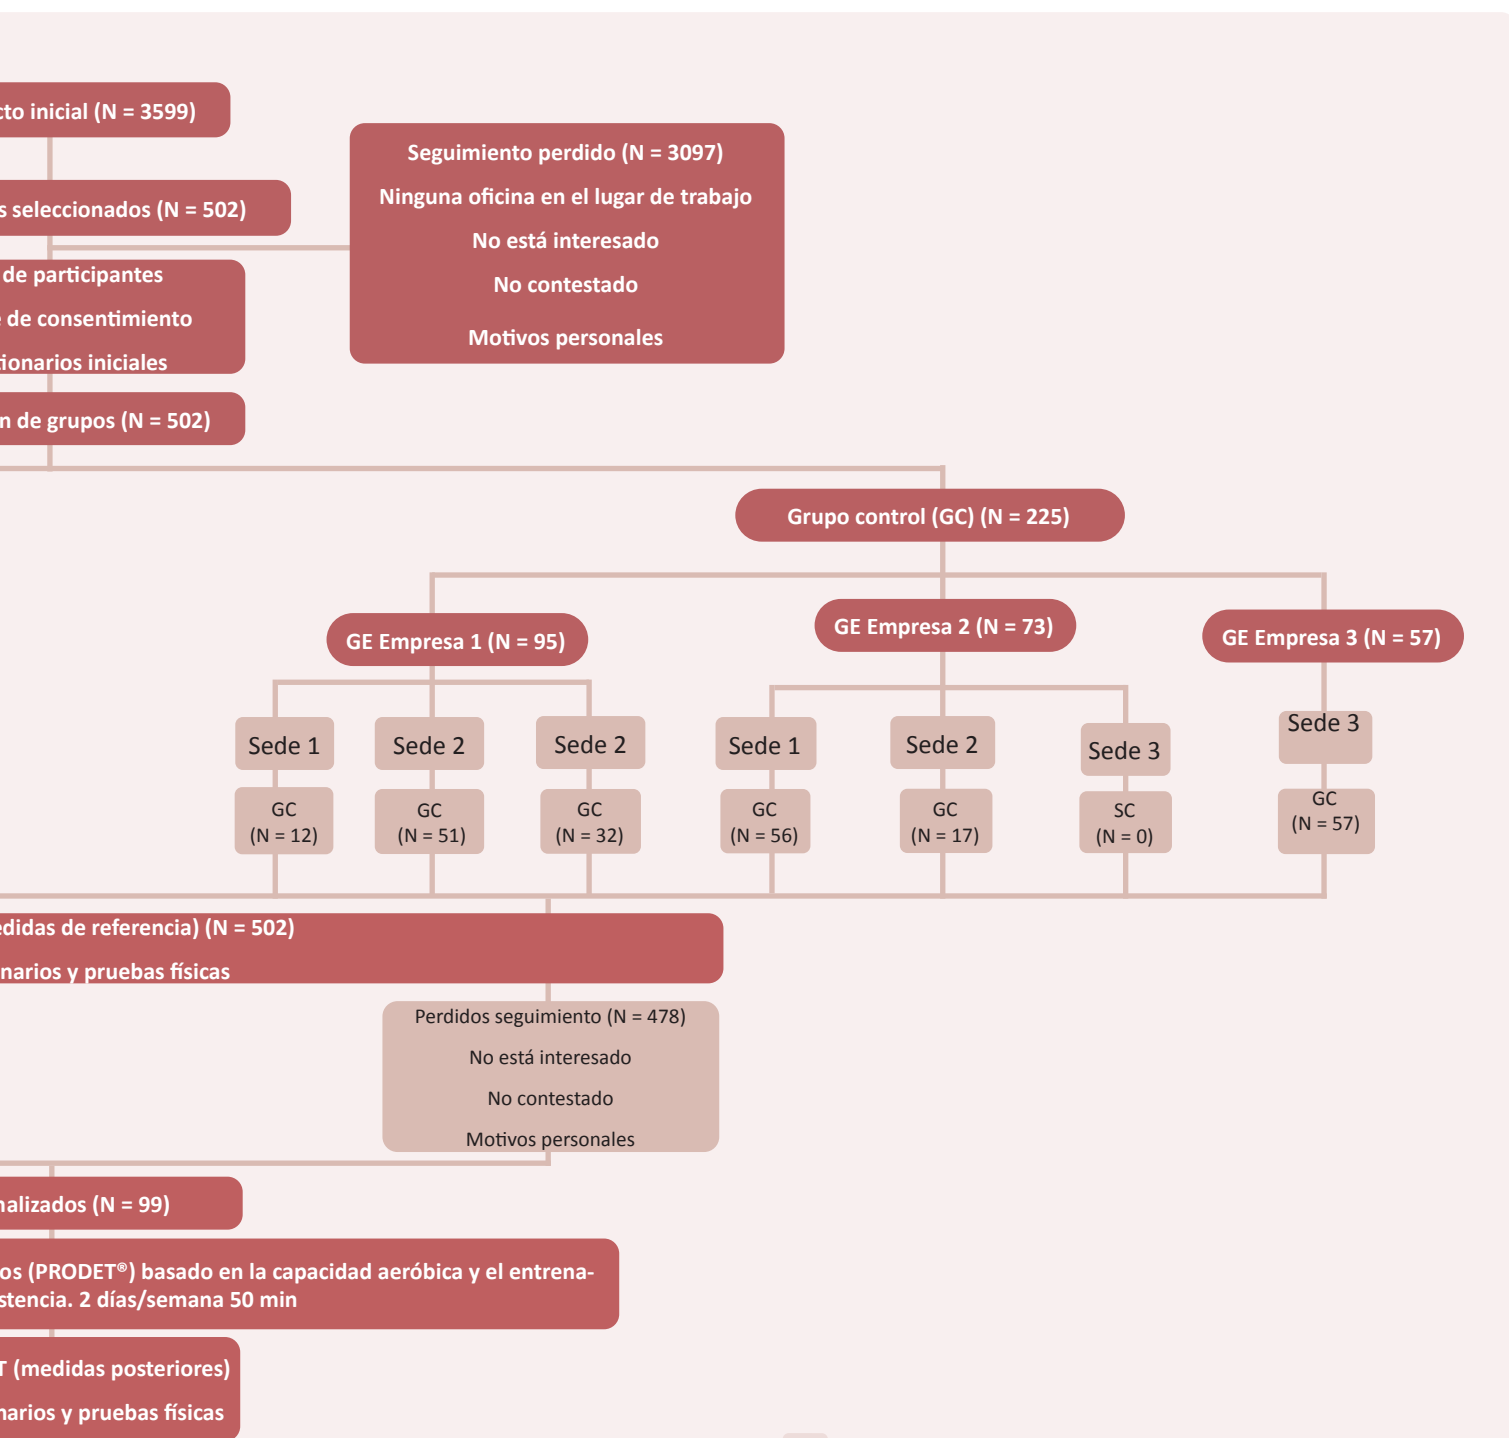 cto inicial (N = 3599)
Seguimiento perdido (N = 3097)
Ninguna oficina en el lugar de trabajo
No está interesado
No contestado
Motivos personales
s seleccionados (N = 502)
de participantes
e de consentimiento
tionarios iniciales
n de grupos (N = 502)
Grupo control (GC) (N = 225)
GE Empresa 1 (N = 95)
GE Empresa 2 (N = 73)
GE Empresa 3 (N = 57)
Sede 1
Sede 2
Sede 2
Sede 1
Sede 2
Sede 3
Sede 3
GC
(N = 12)
GC
(N = 51)
GC
(N = 32)
GC
(N = 56)
GC
(N = 17)
SC
(N = 0)
GC
(N = 57)
edidas de referencia) (N = 502)
narios y pruebas físicas
Perdidos seguimiento (N = 478)
No está interesado
No contestado
Motivos personales
nalizados (N = 99)
os (PRODET®) basado en la capacidad aeróbica y el entrena-
stencia. 2 días/semana 50 min
T (medidas posteriores)
narios y pruebas físicas